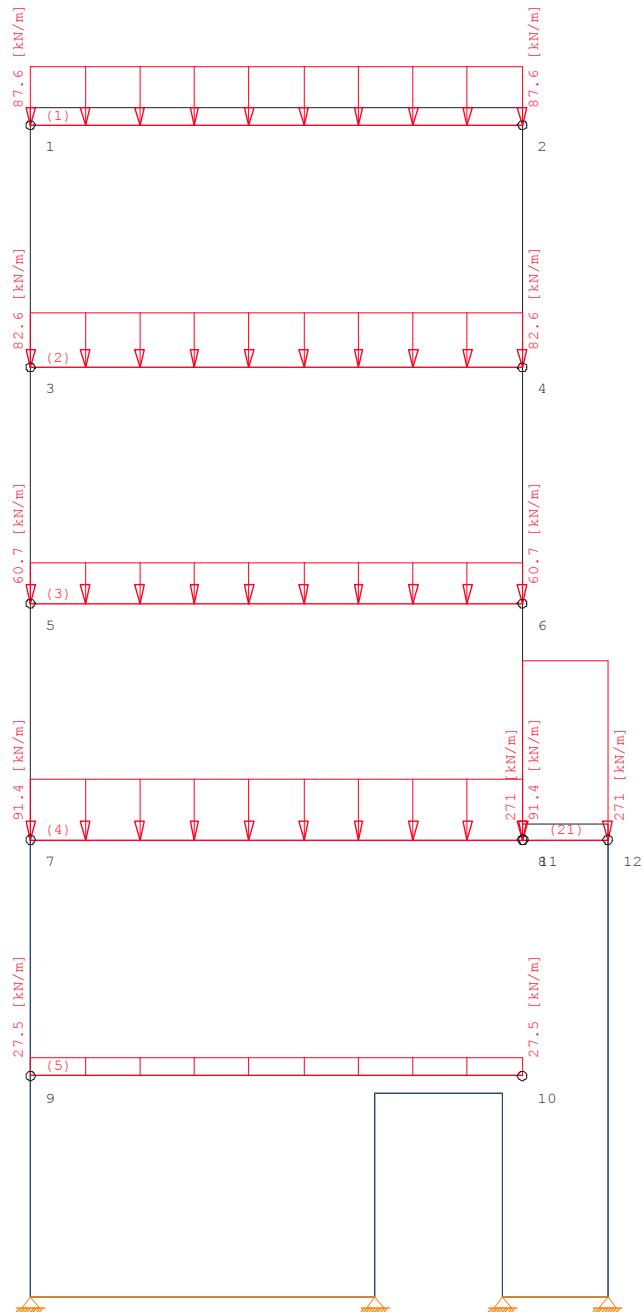 87.6 [kN/m]
87.6 [kN/m]
(1)
1
2
82.6 [kN/m]
82.6 [kN/m]
(2)
3
4
60.7 [kN/m]
60.7 [kN/m]
(3)
5
6
91.4 [kN/m]
271 [kN/m]
91.4 [kN/m]
271 [kN/m]
(4)
(21)
7
8
11
12
27.5 [kN/m]
27.5 [kN/m]
(5)
9
10